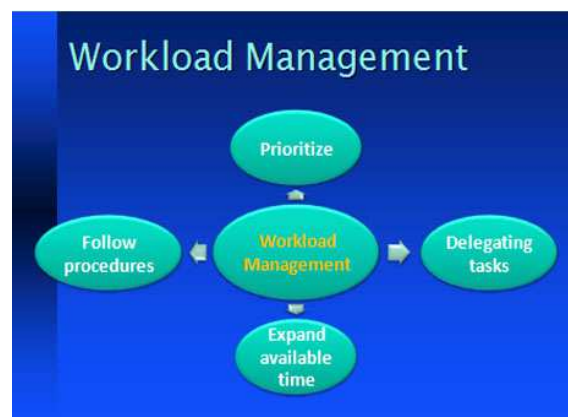 Workload Management
Prioritize
Follow
procedures
Workload
Management
Delegating
tasks
Expand
available
time